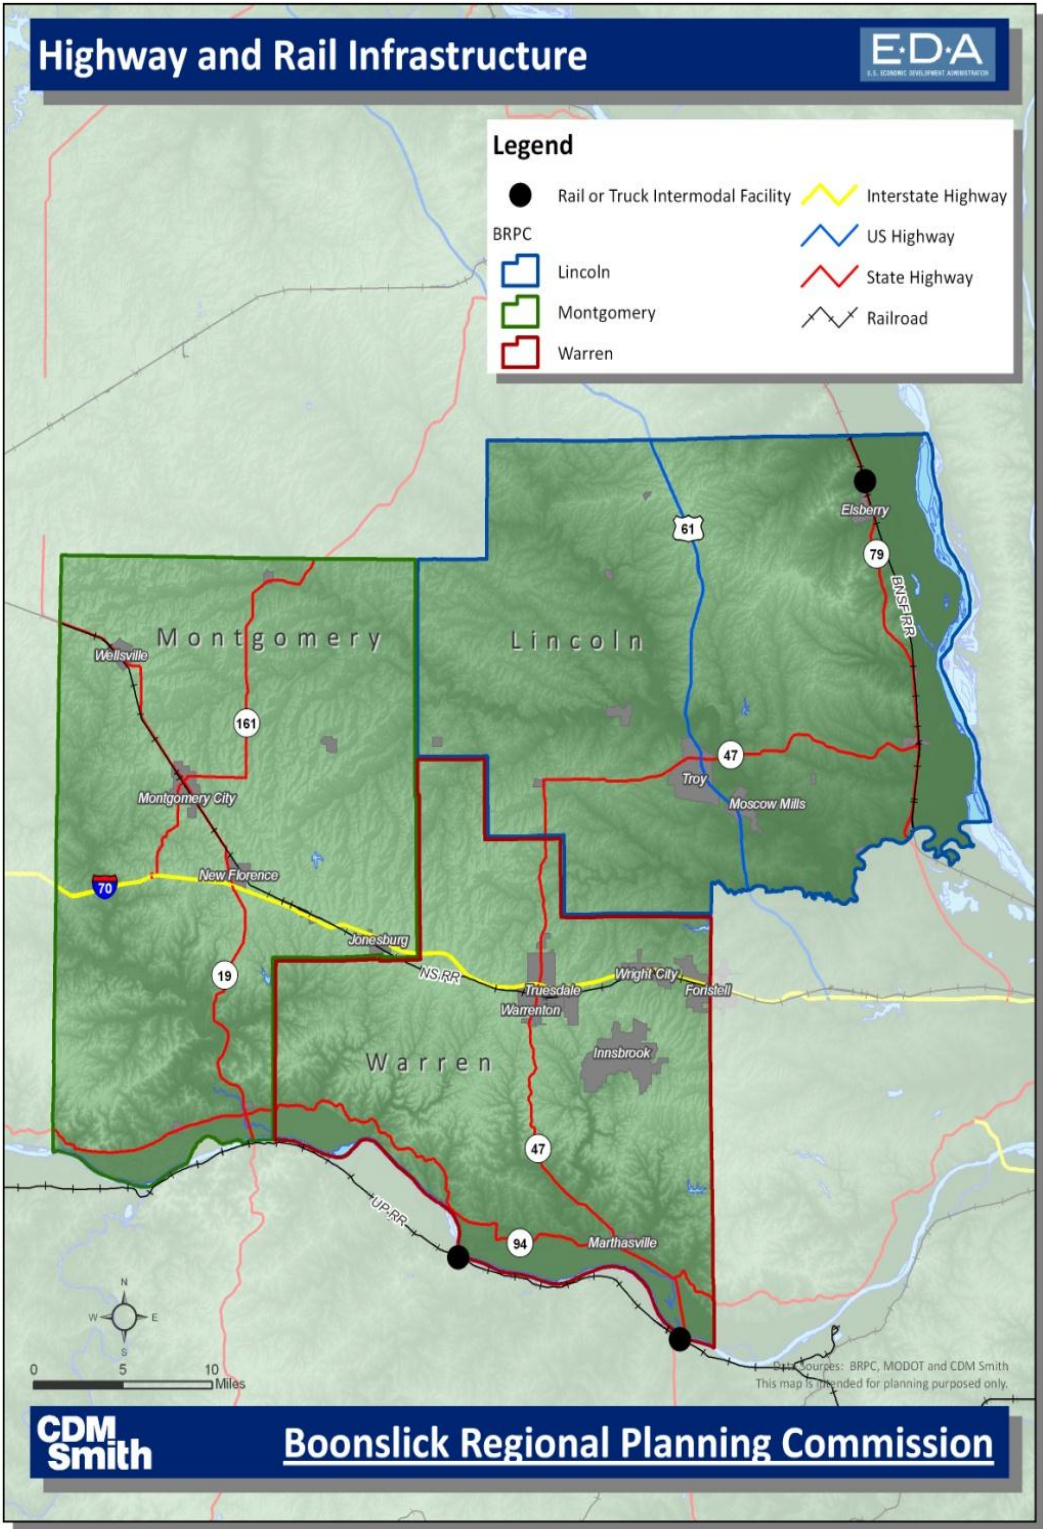 Highway and Rail Infrastructure
E★D★A
U.S. ECONOMIC DEVELOPMENT ADMINISTRATION
Legend
Rail or Truck Intermodal Facility
BRPC
Lincoln
Montgomery
Warren
Interstate Highway
US Highway
State Highway
Railroad
Elsberry
61
79
BNSF RR
Montgomery
Lincoln
Wellsville
161
47
Troy
Montgomery City
Moscow Mills
New Florence
70
Jonesburg
19
NS RR
Wright City
Truesdale
Foristell
Warrenton
Innsbrook
Warren
47
UP RR
94
Marthasville
N
W E
S
0 5 10
Miles
Data Sources: BRPC, MODOT and CDM Smith
This map is intended for planning purposed only.
CDM
Smith
Boonslick Regional Planning Commission